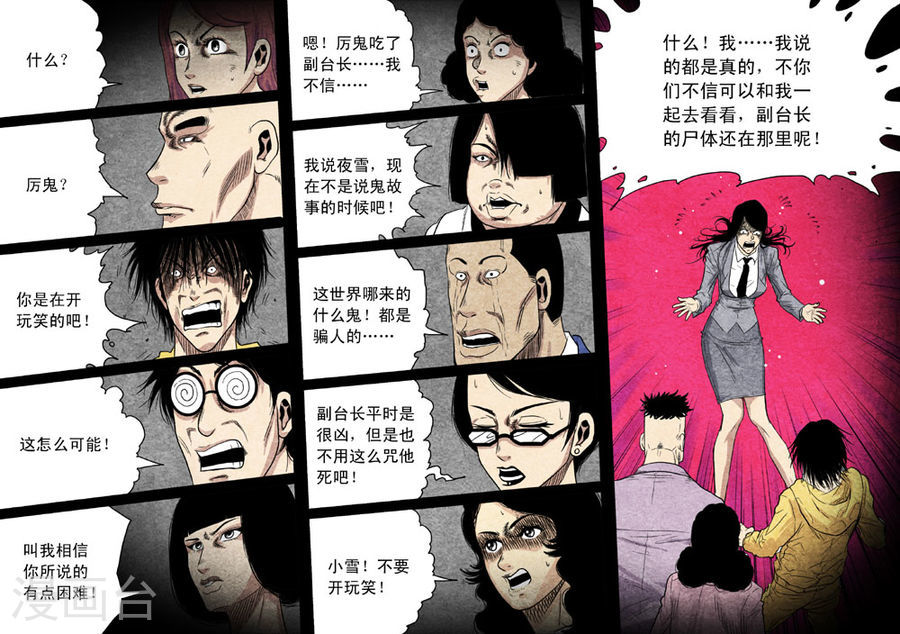 什么？
厉鬼？
你是在开
玩笑的吧！
这怎么可能！
叫我相信
你所说的
有点困难！
嗯！厉鬼吃了
副台长……我
不信……
我说夜雪，现
在不是说鬼故
事的时候吧！
这世界哪来的
什么鬼！都是
骗人的……
副台长平时是
很凶，但是也
不用这么咒他
死吧！
小雪！不要
开玩笑！
什么！我……我说
的都是真的，不你
们不信可以和我一
起去看看，副台长
的尸体还在那里呢！
漫画台